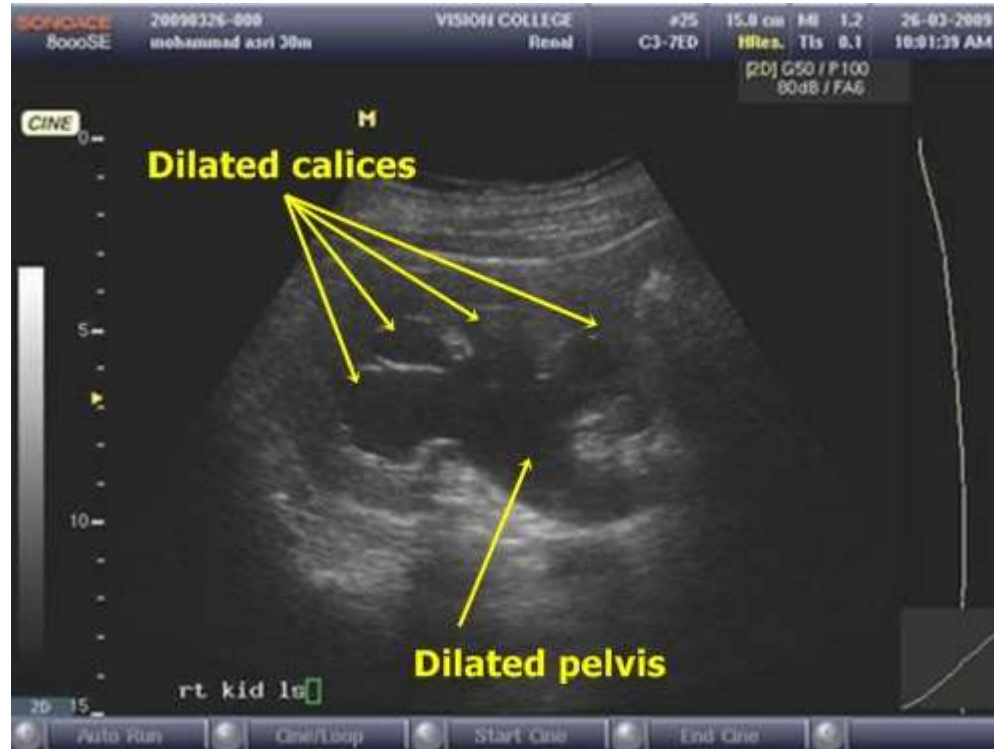 SONOACE 20090326-000 VISION COLLEGE #25 15.0 cm MI 1.2 26-03-2009
8000SE mohammad asri 30m Renal C3-7ED HRes. TIs 0.1 10:01:39 AM
[2D] G50 / P100
80dB / FA6
CINE
M
0
Dilated calices
5
10
Dilated pelvis
rt kid ls
2D 15
Auto Run Cine/Loop Start Cine End Cine